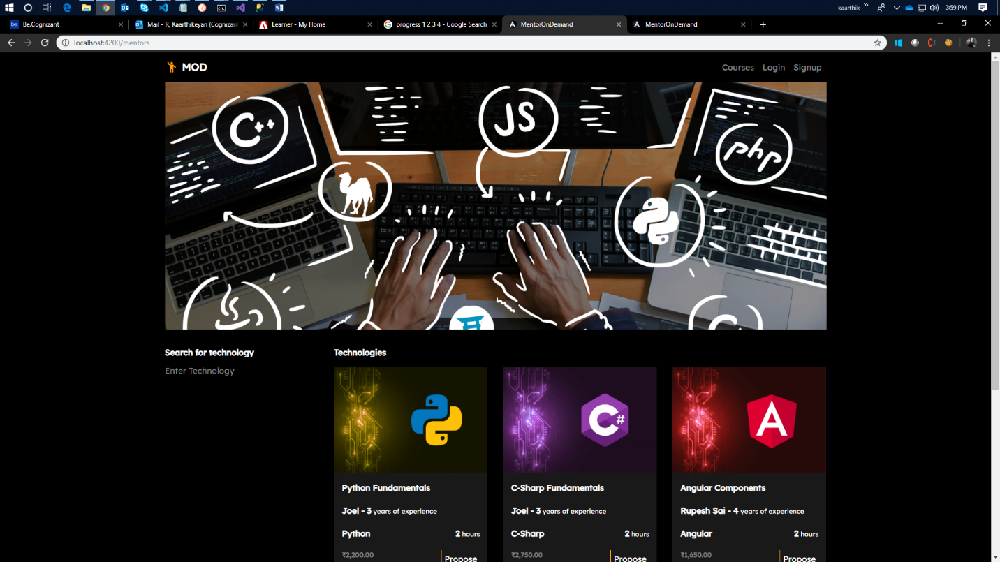 kaarthik
2:59 PM
Be.Cognizant
Mail - R, Kaarthikeyan (Cognizant
Learner - My Home
progress 1 2 3 4 - Google Search
MentorOnDemand
MentorOnDemand
localhost:4200/mentors
MOD
Courses Login Signup
C++
JS
php
Search for technology
Enter Technology
Technologies
C#
A
Python Fundamentals
Joel - 3 years of experience
Python 2 hours
₹2,200.00
Propose
C-Sharp Fundamentals
Joel - 3 years of experience
C-Sharp 2 hours
₹2,750.00
Propose
Angular Components
Rupesh Sai - 4 years of experience
Angular 2 hours
₹1,650.00
Propose